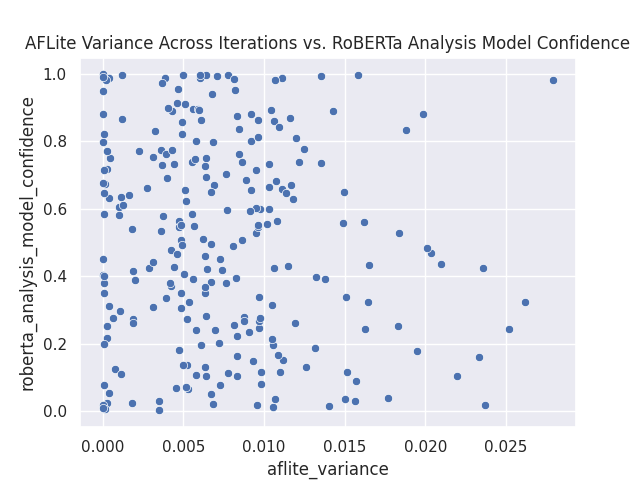 AFLite Variance Across Iterations vs. RoBERTa Analysis Model Confidence
1.0
0.8
0.6
0.4
0.2
0.0
roberta_analysis_model_confidence
0.000 0.005 0.010 0.015 0.020 0.025
aflite_variance